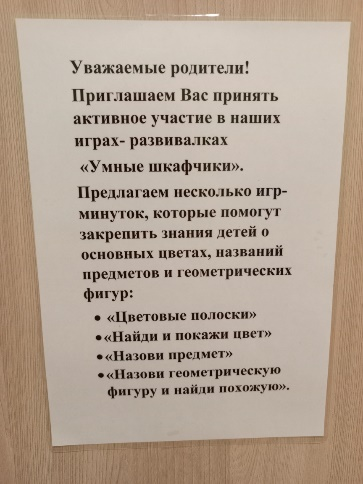 Уважаемые родители!
Приглашаем Вас принять
активное участие в наших
играх- развивалках
«Умные шкафчики».
Предлагаем несколько игр-
минуток, которые помогут
закрепить знания детей о
основных цветах, названий
предметов и геометрических
фигур:
• «Цветовые полоски»
•«Найди и покажи цвет»
•«Назови предмет»
•«Назови геометрическую
фигуру и найди похожую».